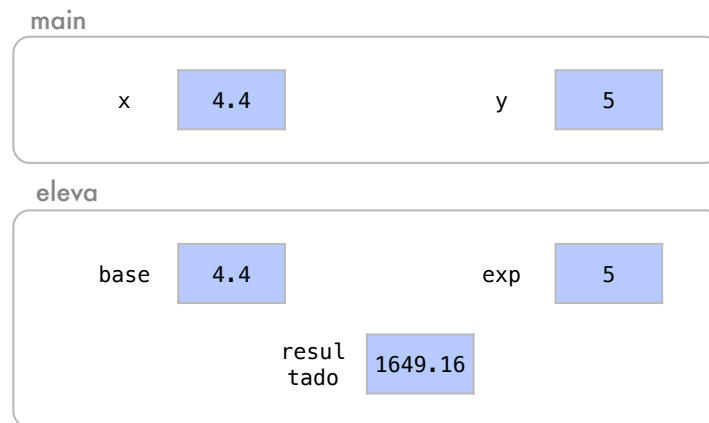 main
x 4.4 y 5
eleva
base 4.4 exp 5
resul
tado 1649.16